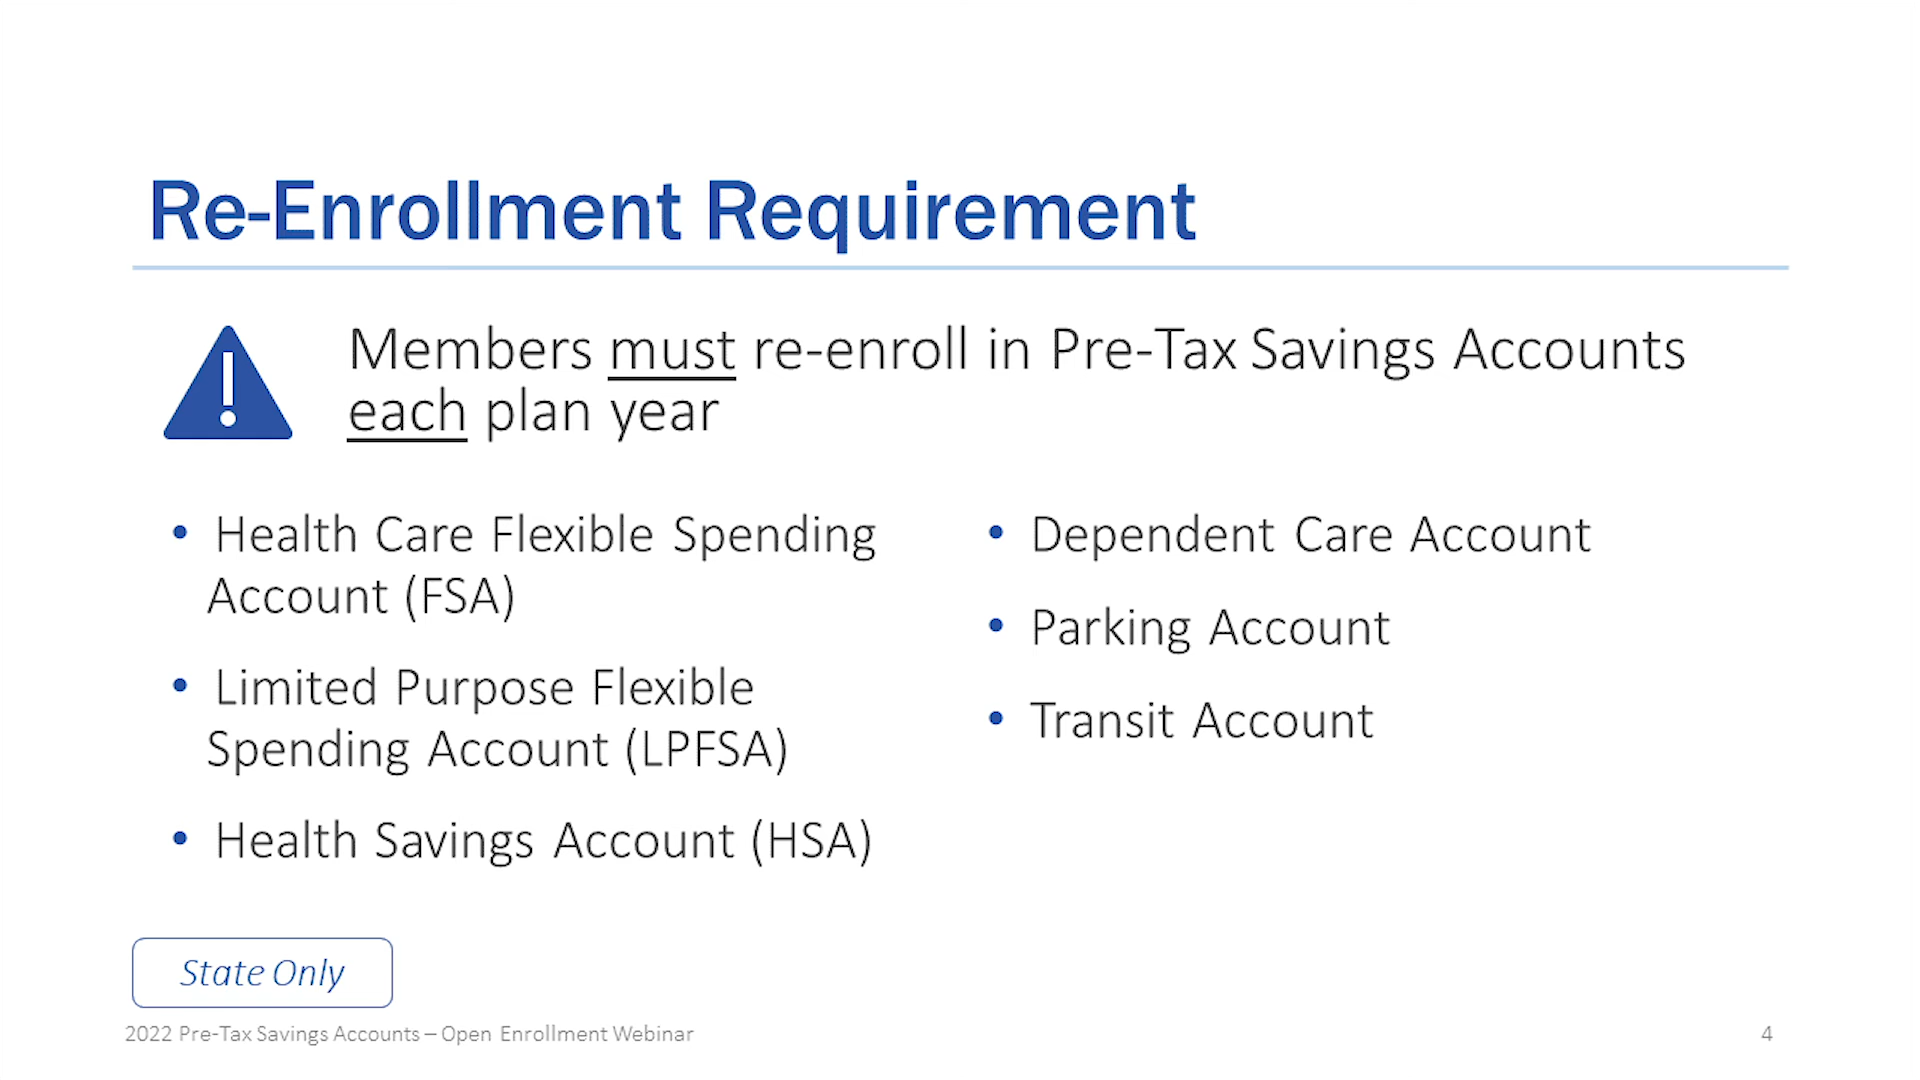 Re-Enrollment Requirement
Members must re-enroll in Pre-Tax Savings Accounts
each plan year
• Health Care Flexible Spending
Account (FSA)
• Limited Purpose Flexible
Spending Account (LPFSA)
• Health Savings Account (HSA)
• Dependent Care Account
• Parking Account
• Transit Account
State Only
2022 Pre-Tax Savings Accounts – Open Enrollment Webinar
4